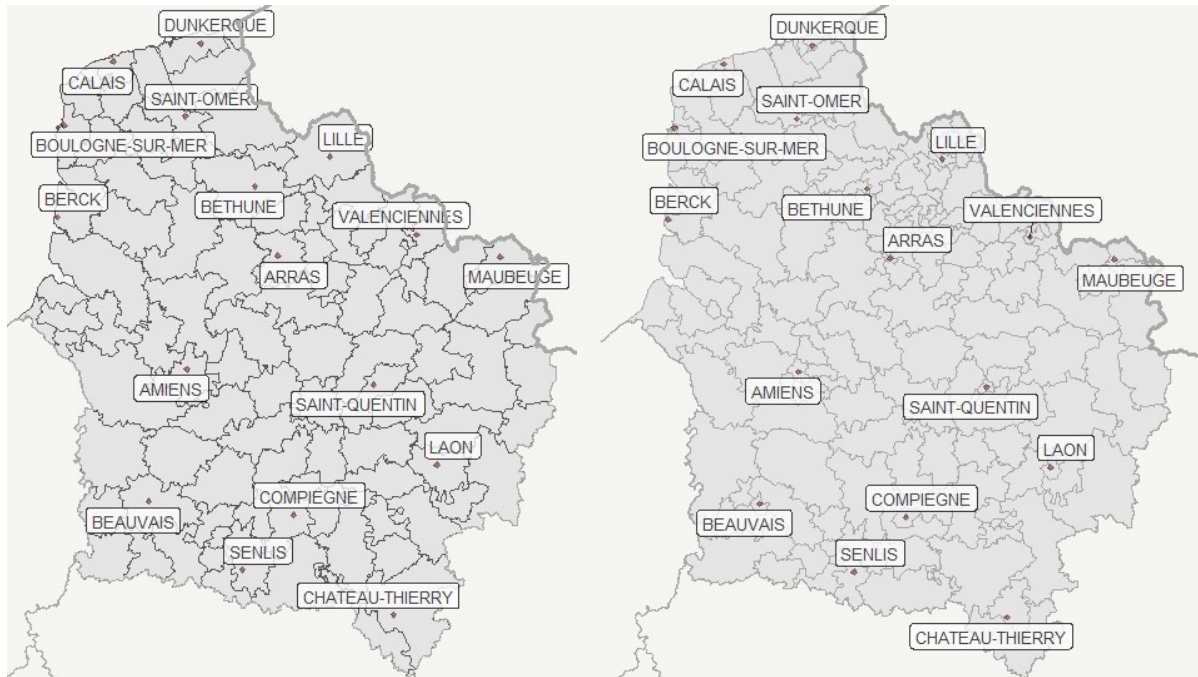 DUNKERQUE
CALAIS
SAINT-OMER
BOULOGNE-SUR-MER
LILLE
BERCK
BETHUNE
VALENCIENNES
ARRAS
MAUBEUGE
AMIENS
SAINT-QUENTIN
LAON
COMPIEGNE
BEAUVAIS
SENLIS
CHATEAU-THIERRY
DUNKERQUE
CALAIS
SAINT-OMER
BOULOGNE-SUR-MER
LILLE
BERCK
BETHUNE
VALENCIENNES
ARRAS
MAUBEUGE
AMIENS
SAINT-QUENTIN
LAON
COMPIEGNE
BEAUVAIS
SENLIS
CHATEAU-THIERRY